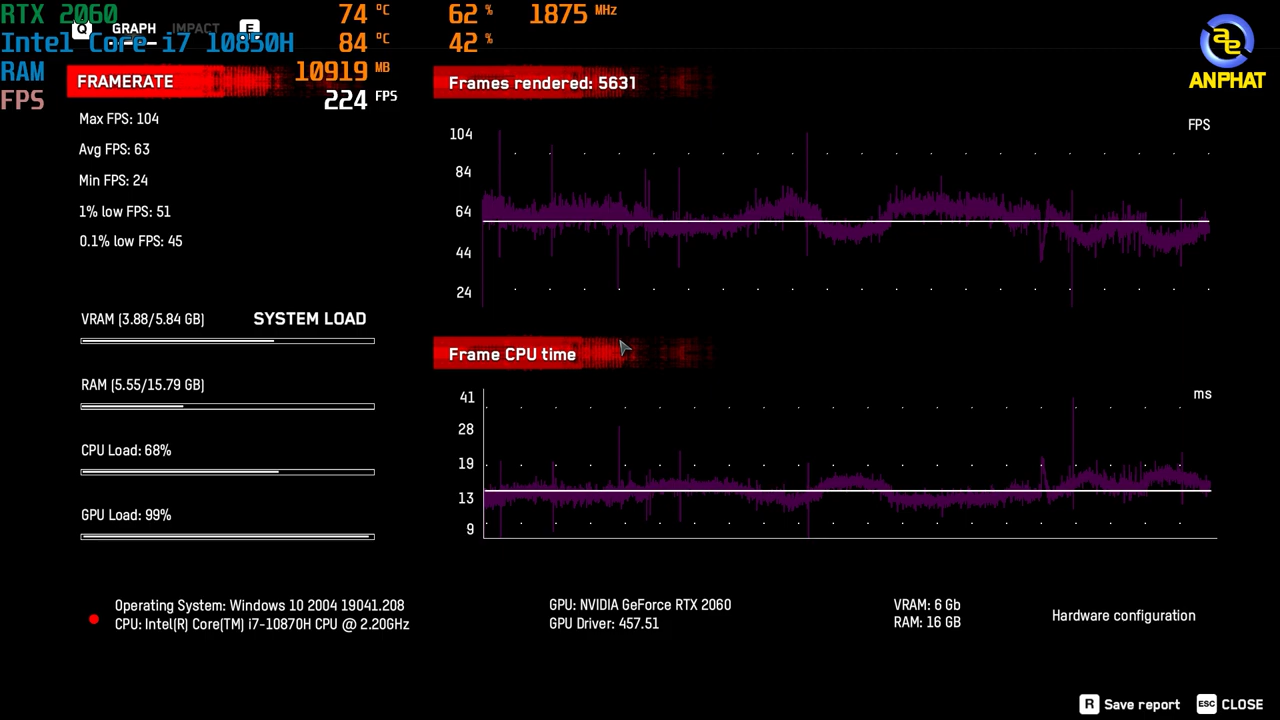 RTX 2060 74 °C 62 % 1875 MHz
Q GRAPH IMPACT E
Intel Core i7 10850H 84 °C 42 %
RAM 10919 MB
FPS 224 FPS
ae
ANPHAT
FRAMERATE
Max FPS: 104
Avg FPS: 63
Min FPS: 24
1% low FPS: 51
0.1% low FPS: 45
Frames rendered: 5631
FPS
104
84
64
44
24
SYSTEM LOAD
VRAM (3.88/5.84 GB)
RAM (5.55/15.79 GB)
CPU Load: 68%
GPU Load: 99%
Frame CPU time
ms
41
28
19
13
9
Operating System: Windows 10 2004 19041.208
CPU: Intel(R) Core(TM) i7-10870H CPU @ 2.20GHz
GPU: NVIDIA GeForce RTX 2060
GPU Driver: 457.51
VRAM: 6 Gb
RAM: 16 GB
Hardware configuration
R Save report ESC CLOSE